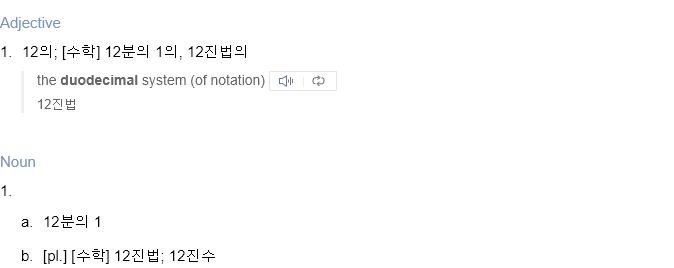 Adjective
1. 12의; [수학] 12분의 1의, 12진법의
the duodecimal system (of notation)
12진법
Noun
1.
a. 12분의 1
b. [pl.] [수학] 12진법; 12진수